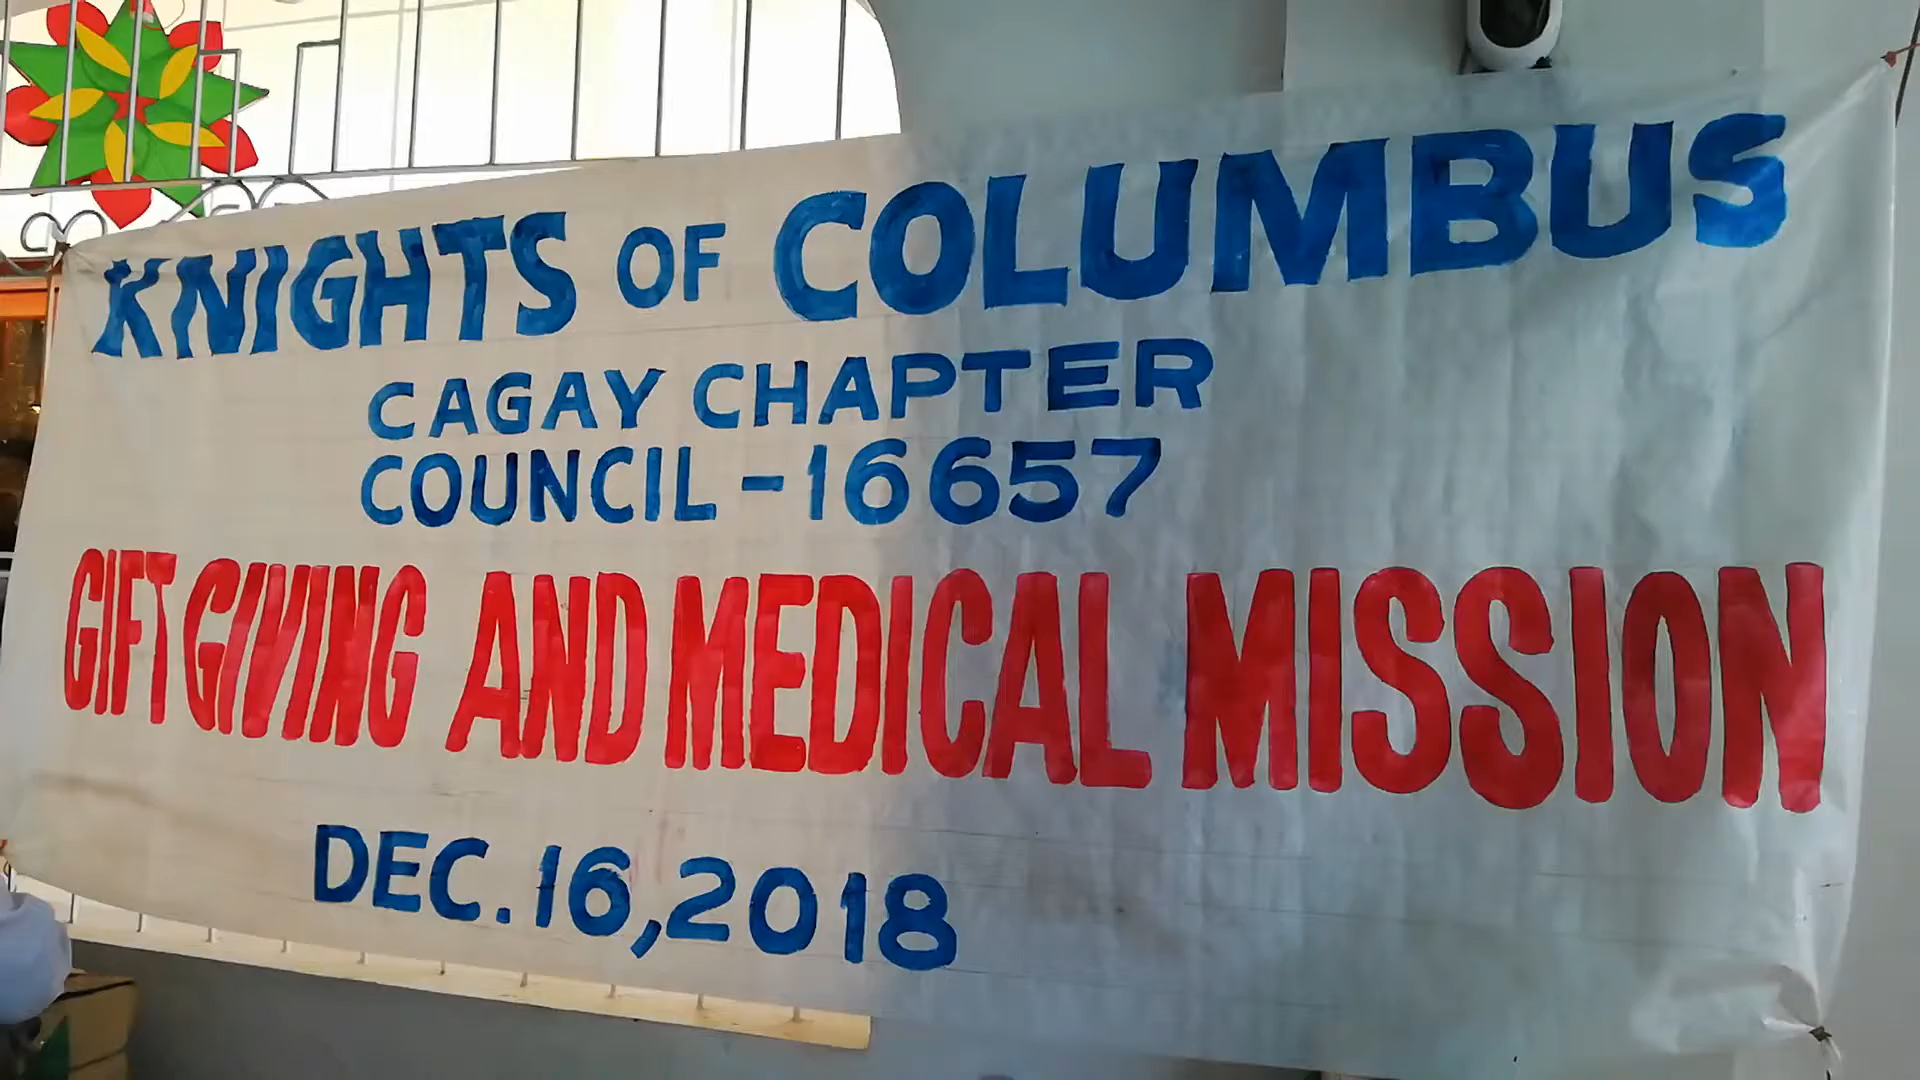 KNIGHTS OF COLUMBUS
CAGAY CHAPTER
COUNCIL - 16657
GIFT GIVING AND MEDICAL MISSION
DEC. 16, 2018